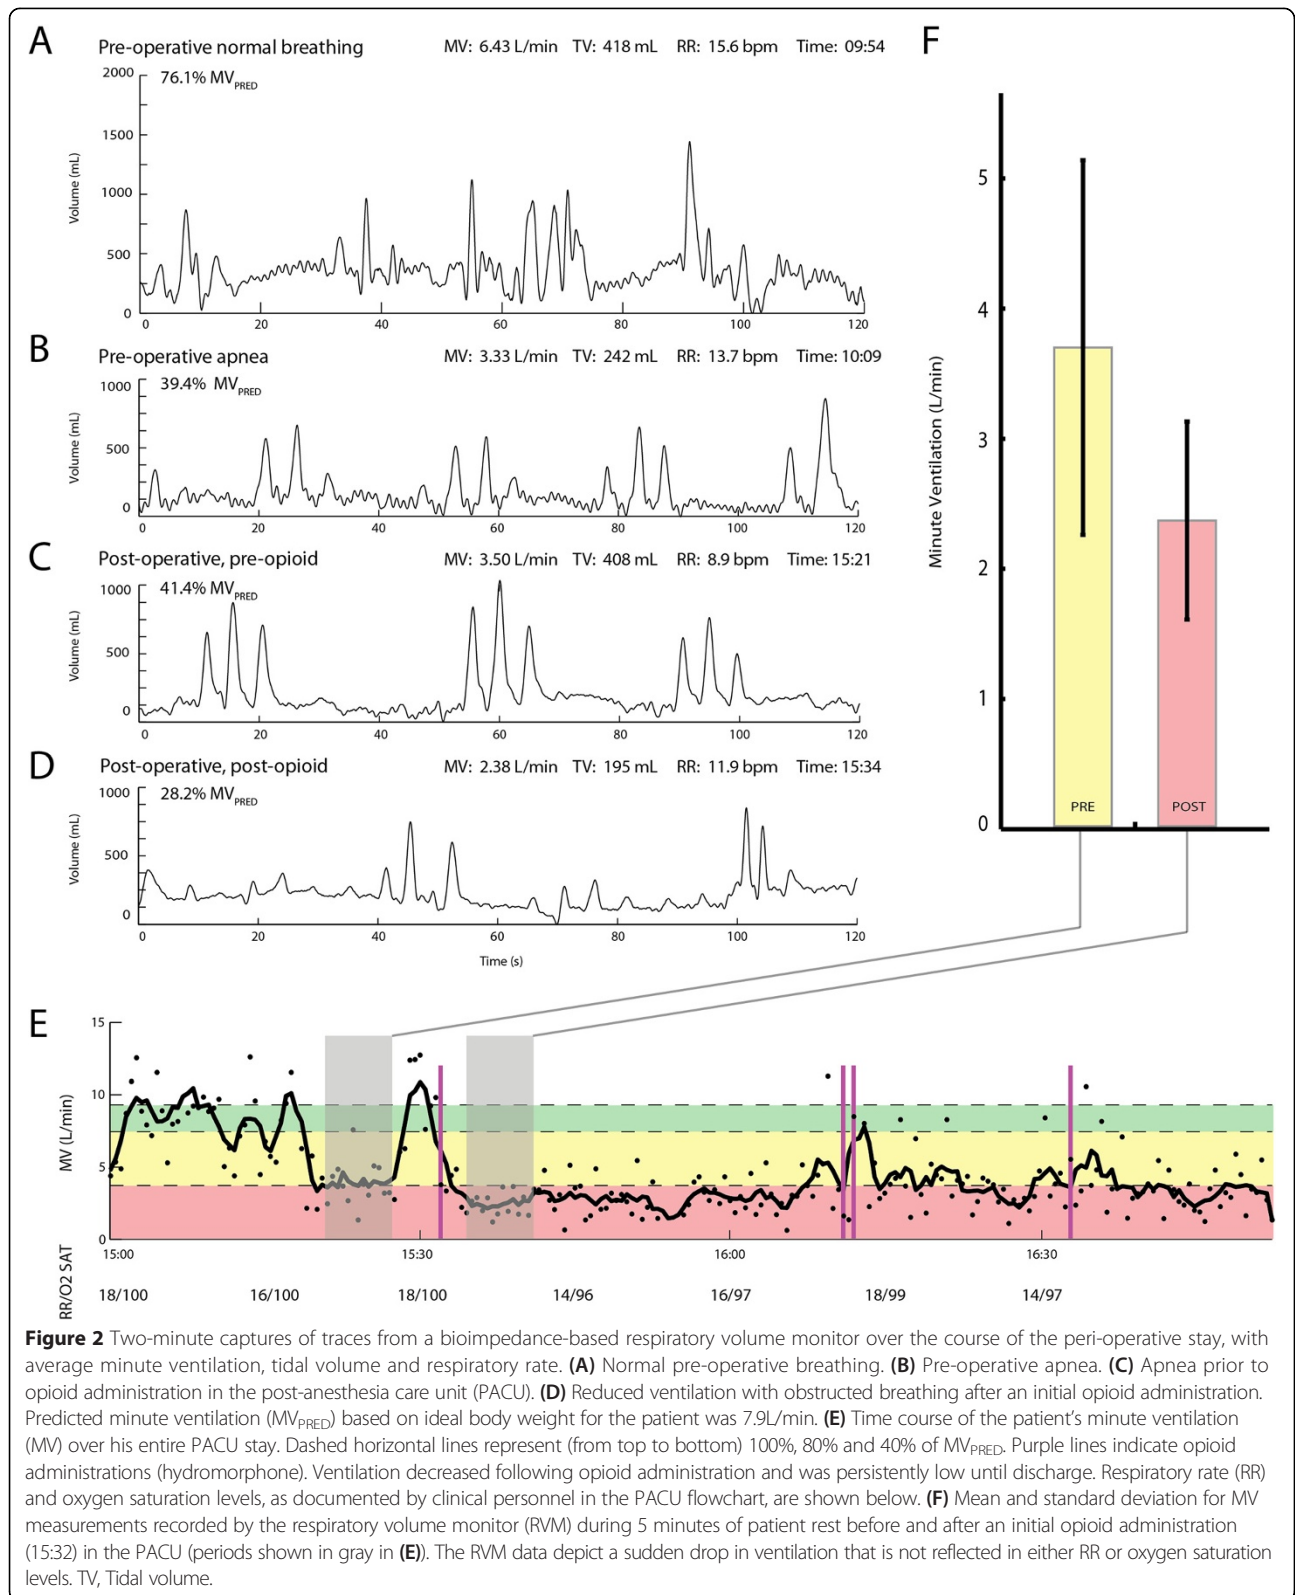 A
Pre-operative normal breathing MV: 6.43 L/min TV: 418 mL RR: 15.6 bpm Time: 09:54
76.1% MVPRED
2000
1500
1000
500
0
Volume (mL)
0 20 40 60 80 100 120
B
Pre-operative apnea MV: 3.33 L/min TV: 242 mL RR: 13.7 bpm Time: 10:09
39.4% MVPRED
1000
500
0
Volume (mL)
0 20 40 60 80 100 120
C
Post-operative, pre-opioid MV: 3.50 L/min TV: 408 mL RR: 8.9 bpm Time: 15:21
41.4% MVPRED
1000
500
0
Volume (mL)
0 20 40 60 80 100 120
D
Post-operative, post-opioid MV: 2.38 L/min TV: 195 mL RR: 11.9 bpm Time: 15:34
28.2% MVPRED
1000
500
0
Volume (mL)
0 20 40 60 80 100 120
Time (s)
F
5
4
3
2
1
0
Minute Ventilation (L/min)
PRE POST
E
15
10
5
0
MV (L/min)
15:00 15:30 16:00 16:30
RR/O2 SAT
18/100 16/100 18/100 14/96 16/97 18/99 14/97
Figure 2 Two-minute captures of traces from a bioimpedance-based respiratory volume monitor over the course of the peri-operative stay, with
average minute ventilation, tidal volume and respiratory rate. (A) Normal pre-operative breathing. (B) Pre-operative apnea. (C) Apnea prior to
opioid administration in the post-anesthesia care unit (PACU). (D) Reduced ventilation with obstructed breathing after an initial opioid administration.
Predicted minute ventilation (MVPRED) based on ideal body weight for the patient was 7.9L/min. (E) Time course of the patient's minute ventilation
(MV) over his entire PACU stay. Dashed horizontal lines represent (from top to bottom) 100%, 80% and 40% of MVPRED. Purple lines indicate opioid
administrations (hydromorphone). Ventilation decreased following opioid administration and was persistently low until discharge. Respiratory rate (RR)
and oxygen saturation levels, as documented by clinical personnel in the PACU flowchart, are shown below. (F) Mean and standard deviation for MV
measurements recorded by the respiratory volume monitor (RVM) during 5 minutes of patient rest before and after an initial opioid administration
(15:32) in the PACU (periods shown in gray in (E)). The RVM data depict a sudden drop in ventilation that is not reflected in either RR or oxygen saturation
levels. TV, Tidal volume.